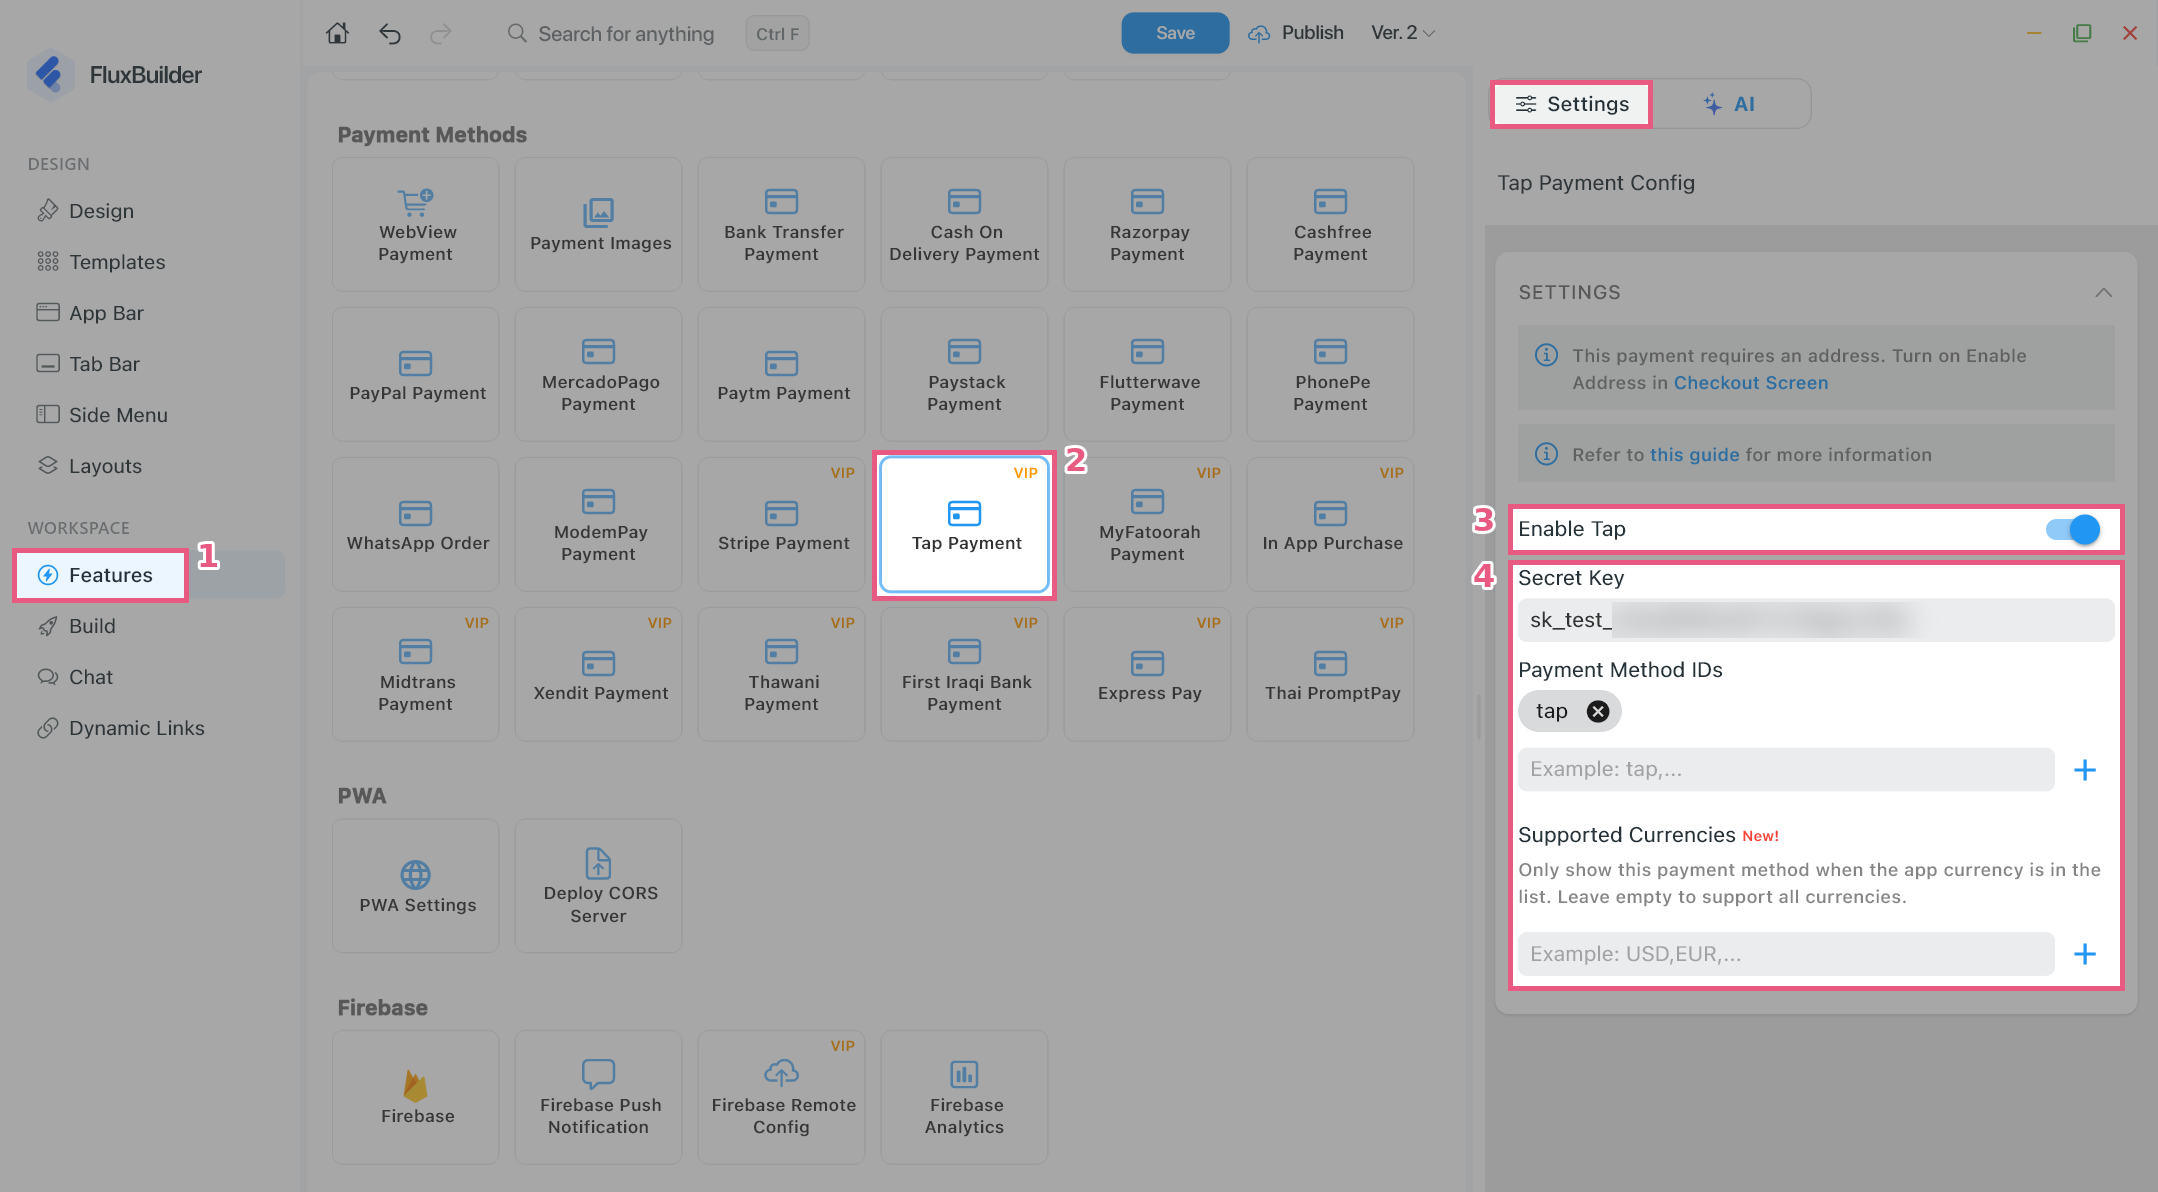 FluxBuilder
Search for anything
Ctrl F
Save
Publish
Ver. 2
DESIGN
Design
Templates
App Bar
Tab Bar
Side Menu
Layouts
WORKSPACE
Features
1
Build
Chat
Dynamic Links
Payment Methods
WebView
Payment
Payment Images
Bank Transfer
Payment
Cash On
Delivery Payment
Razorpay
Payment
Cashfree
Payment
PayPal Payment
MercadoPago
Payment
Paytm Payment
Paystack
Payment
Flutterwave
Payment
PhonePe
Payment
WhatsApp Order
ModemPay
Payment
VIP
Stripe Payment
VIP
Tap Payment
2
VIP
MyFatoorah
Payment
VIP
In App Purchase
VIP
Midtrans
Payment
VIP
Xendit Payment
VIP
Thawani
Payment
VIP
First Iraqi Bank
Payment
VIP
Express Pay
VIP
Thai PromptPay
PWA
PWA Settings
Deploy CORS
Server
Firebase
Firebase
Firebase Push
Notification
VIP
Firebase Remote
Config
Firebase
Analytics
Settings
AI
Tap Payment Config
SETTINGS
This payment requires an address. Turn on Enable
Address in Checkout Screen
Refer to this guide for more information
3
Enable Tap
4
Secret Key
sk_test_
Payment Method IDs
tap
Example: tap,...
Supported Currencies New!
Only show this payment method when the app currency is in the
list. Leave empty to support all currencies.
Example: USD,EUR,...